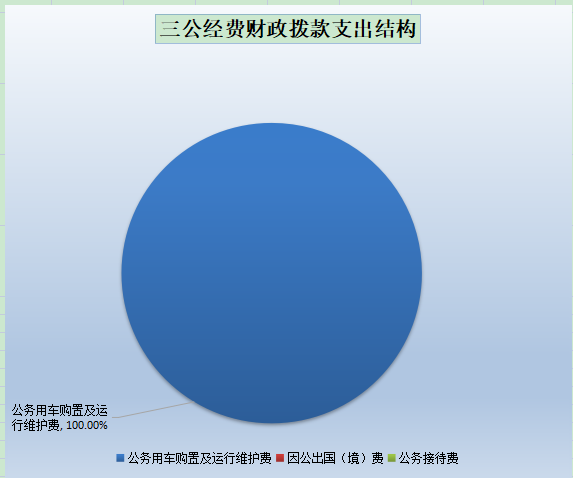 三公经费财政拨款支出结构
公务用车购置及运
行维护费, 100.00%
公务用车购置及运行维护费 因公出国（境）费 公务接待费